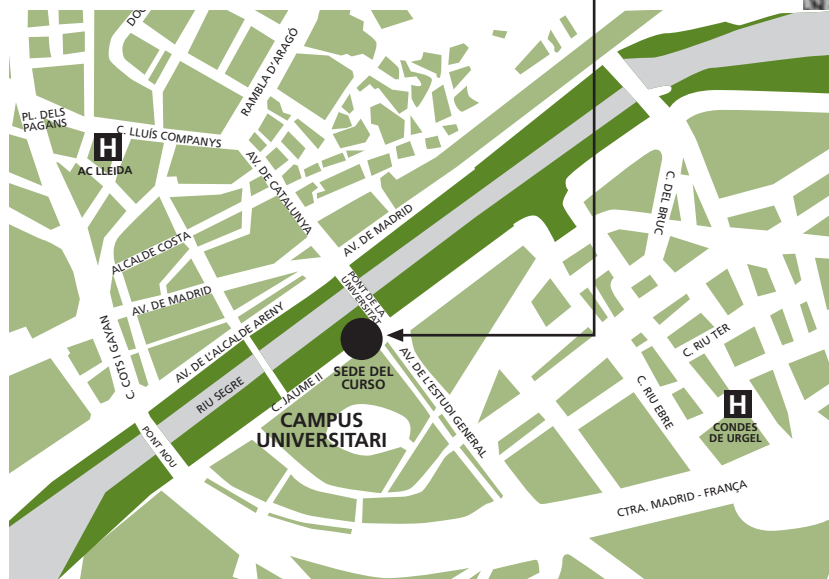 DOC
RAMBLA D'ARAGÓ
PL. DELS
PAGANS
C. LLUÍS COMPANYS
H
AC LLEIDA
AV. DE CATALUNYA
C. DEL BRUC
ALCALDE COSTA
AV. DE MADRID
AV. DE MADRID
PONT DE LA
UNIVERSITAT
AV. DE L'ALCALDE ARENY
C. COTS I GAYAN
SEDE DEL
CURSO
AV. DE L'ESTUDI GENERAL
C. RIU TER
C. RIU EBRE
RIU SEGRE
C. JAUME II
CAMPUS
UNIVERSITARI
H
CONDES
DE URGEL
PONT NOU
CTRA. MADRID - FRANÇA